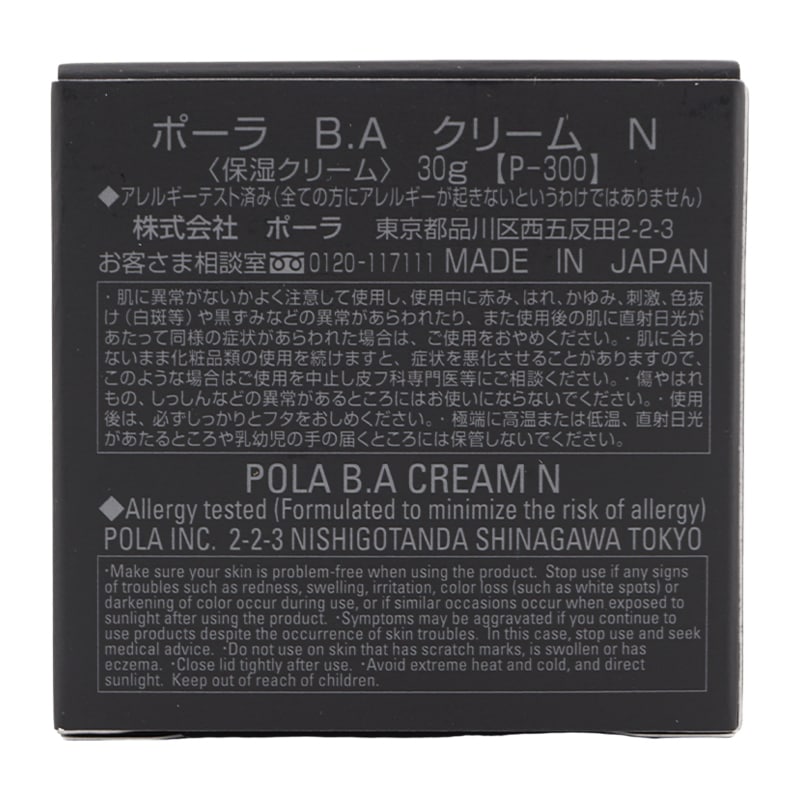 ポーラ B.A クリーム N
〈保湿クリーム〉 30g 【P-300】
◆アレルギーテスト済み(全ての方にアレルギーが起きないというわけではありません)
株式会社 ポーラ 東京都品川区西五反田2-2-3
お客さま相談室 0120-117111 MADE IN JAPAN
・肌に異常がないかよく注意して使用し、使用中に赤み、はれ、かゆみ、刺激、色抜
け(白斑等)や黒ずみなどの異常があらわれたり、また使用後の肌に直射日光が
あたって同様の症状があらわれた場合は、ご使用をおやめください。・肌に合
わないまま化粧品類の使用を続けますと、症状を悪化させることがありますので、
このような場合はご使用を中止し皮フ科専門医等にご相談ください。・傷やはれ
もの、しっしんなどの異常があるところにはお使いにならないでください。・使用
後は、必ずしっかりとフタをおしめください。・極端に高温または低温、直射日光
があたるところや乳幼児の手の届くところには保管しないでください。
POLA B.A CREAM N
◆Allergy tested (Formulated to minimize the risk of allergy)
POLA INC. 2-2-3 NISHIGOTANDA SHINAGAWA TOKYO
・Make sure your skin is problem-free when using the product. Stop use if any signs
of troubles such as redness, swelling, irritation, color loss (such as white spots) or
darkening of color occur during use, or if similar occasions occur when exposed to
sunlight after using the product. ・Symptoms may be aggravated if you continue to
use products despite the occurrence of skin troubles. In this case, stop use and seek
medical advice. ・Do not use on skin that has scratch marks, is swollen or has
eczema. ・Close lid tightly after use. ・Avoid extreme heat and cold, and direct
sunlight. Keep out of reach of children.